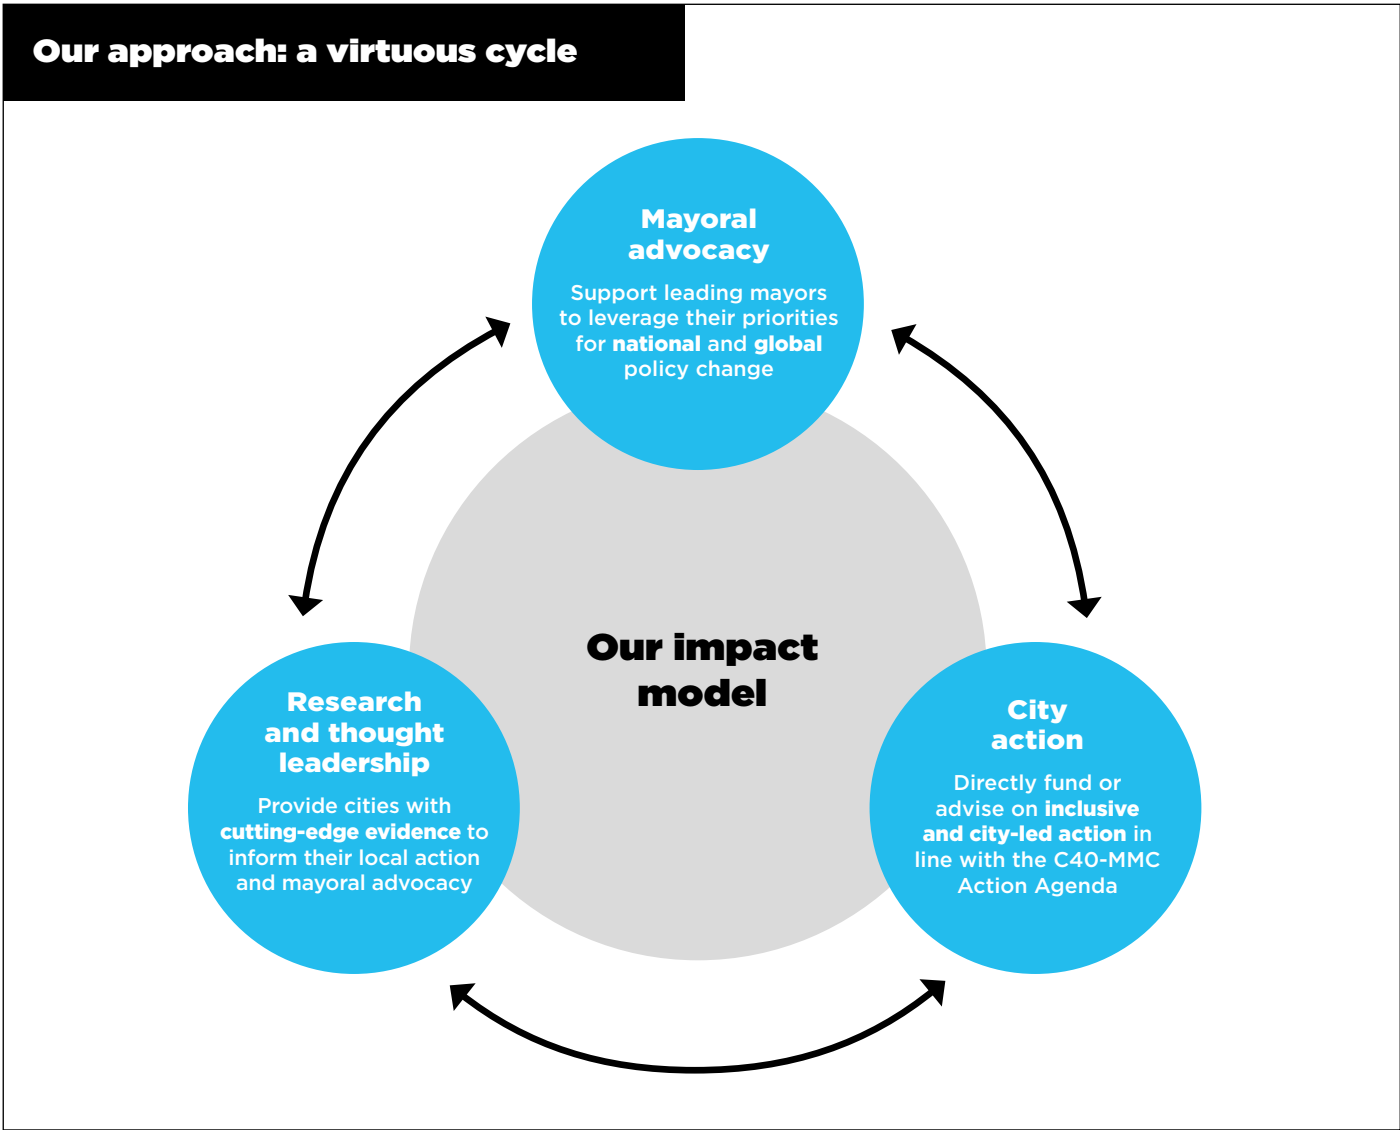 Our approach: a virtuous cycle
Mayoral
advocacy
Support leading mayors
to leverage their priorities
for national and global
policy change
Our impact
model
Research
and thought
leadership
Provide cities with
cutting-edge evidence to
inform their local action
and mayoral advocacy
City
action
Directly fund or
advise on inclusive
and city-led action in
line with the C40-MMC
Action Agenda